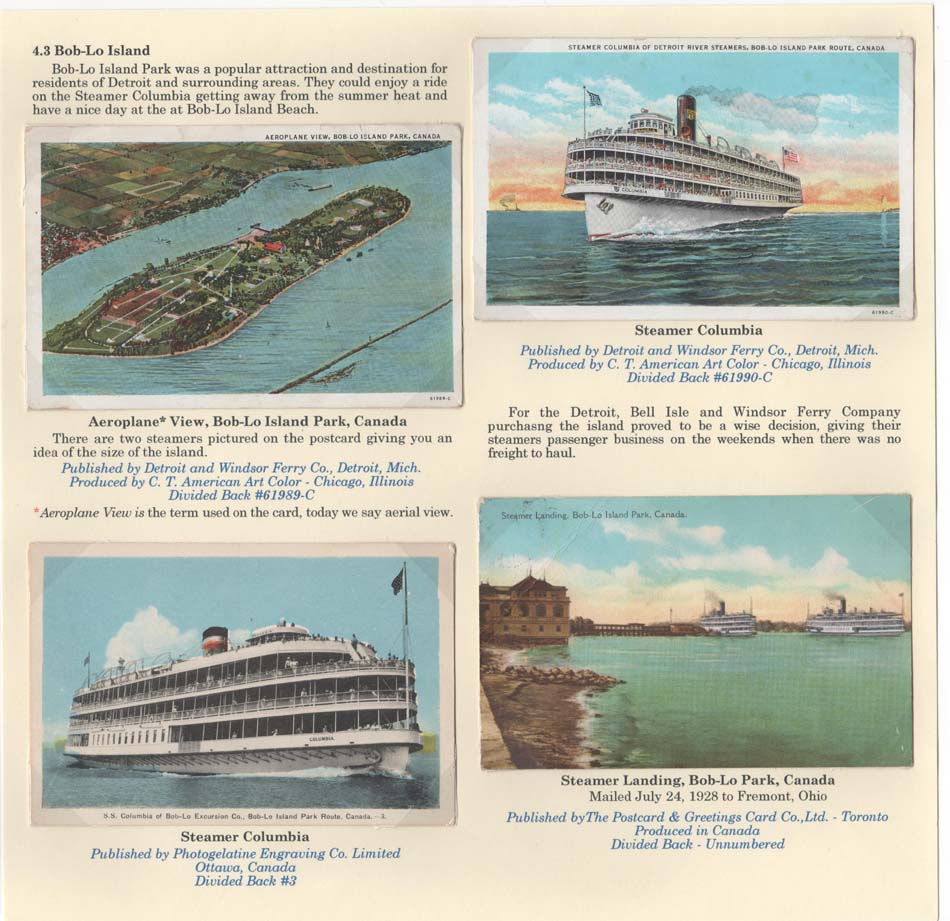 4.3 Bob-Lo Island
Bob-Lo Island Park was a popular attraction and destination for
residents of Detroit and surrounding areas. They could enjoy a ride
on the Steamer Columbia getting away from the summer heat and
have a nice day at the at Bob-Lo Island Beach.
AEROPLANE VIEW, BOB-LO ISLAND PARK, CANADA
61989-C
Aeroplane* View, Bob-Lo Island Park, Canada
There are two steamers pictured on the postcard giving you an
idea of the size of the island.
Published by Detroit and Windsor Ferry Co., Detroit, Mich.
Produced by C. T. American Art Color - Chicago, Illinois
Divided Back #61989-C
*Aeroplane View is the term used on the card, today we say aerial view.
COLUMBIA
S.S. Columbia of Bob-Lo Excursion Co., Bob-Lo Island Park Route, Canada.—3.
Steamer Columbia
Published by Photogelatine Engraving Co. Limited
Ottawa, Canada
Divided Back #3
STEAMER COLUMBIA OF DETROIT RIVER STEAMERS, BOB-LO ISLAND PARK ROUTE, CANADA
COLUMBIA
61990-C
Steamer Columbia
Published by Detroit and Windsor Ferry Co., Detroit, Mich.
Produced by C. T. American Art Color - Chicago, Illinois
Divided Back #61990-C
For the Detroit, Bell Isle and Windsor Ferry Company
purchasng the island proved to be a wise decision, giving their
steamers passenger business on the weekends when there was no
freight to haul.
Steamer Landing, Bob-Lo Island Park, Canada.
Steamer Landing, Bob-Lo Park, Canada
Mailed July 24, 1928 to Fremont, Ohio
Published byThe Postcard & Greetings Card Co.,Ltd. - Toronto
Produced in Canada
Divided Back - Unnumbered